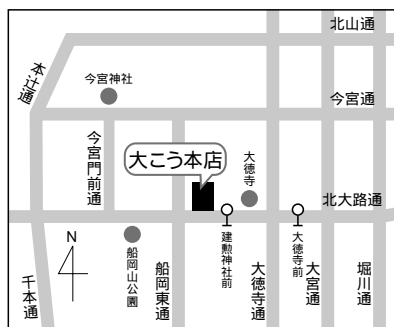 北山通
本辻通
今宮神社
今宮通
今宮門前通
大こう本店
大徳寺
北大路通
N
船岡山公園
建勲神社前
大徳寺前
千本通
船岡東通
大徳寺通
大宮通
堀川通